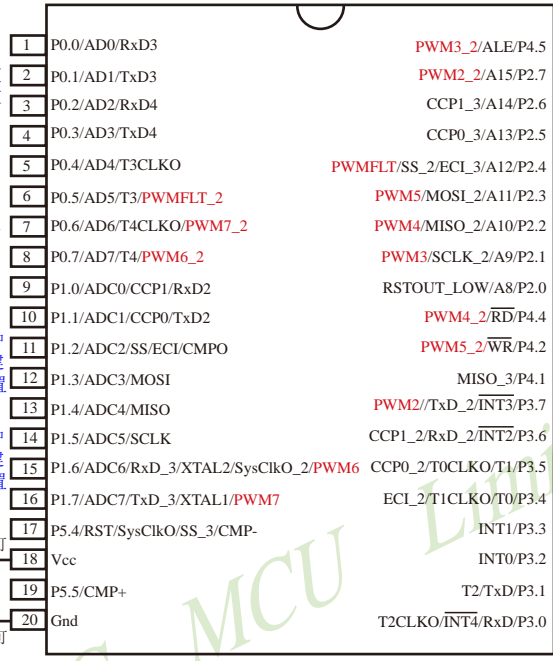 1 P0.0/AD0/RxD3 PWM3_2/ALE/P4.5
2 P0.1/AD1/TxD3 PWM2_2/A15/P2.7
3 P0.2/AD2/RxD4 CCP1_3/A14/P2.6
4 P0.3/AD3/TxD4 CCP0_3/A13/P2.5
5 P0.4/AD4/T3CLKO PWMFLT/SS_2/ECI_3/A12/P2.4
6 P0.5/AD5/T3/PWMFLT_2 PWM5/MOSI_2/A11/P2.3
7 P0.6/AD6/T4CLKO/PWM7_2 PWM4/MISO_2/A10/P2.2
8 P0.7/AD7/T4/PWM6_2 PWM3/SCLK_2/A9/P2.1
9 P1.0/ADC0/CCP1/RxD2 RSTOUT_LOW/A8/P2.0
10 P1.1/ADC1/CCP0/TxD2 PWM4_2/RD/P4.4
11 P1.2/ADC2/SS/ECI/CMPO PWM5_2/WR/P4.2
12 P1.3/ADC3/MOSI MISO_3/P4.1
13 P1.4/ADC4/MISO PWM2//TxD_2/INT3/P3.7
14 P1.5/ADC5/SCLK CCP1_2/RxD_2/INT2/P3.6
15 P1.6/ADC6/RxD_3/XTAL2/SysClkO_2/PWM6 CCP0_2/T0CLKO/T1/P3.5
16 P1.7/ADC7/TxD_3/XTAL1/PWM7 ECI_2/T1CLKO/T0/P3.4
17 P5.4/RST/SysClkO/SS_3/CMP- INT1/P3.3
18 Vcc INT0/P3.2
19 P5.5/CMP+ T2/TxD/P3.1
20 Gnd T2CLKO/INT4/RxD/P3.0
MCU